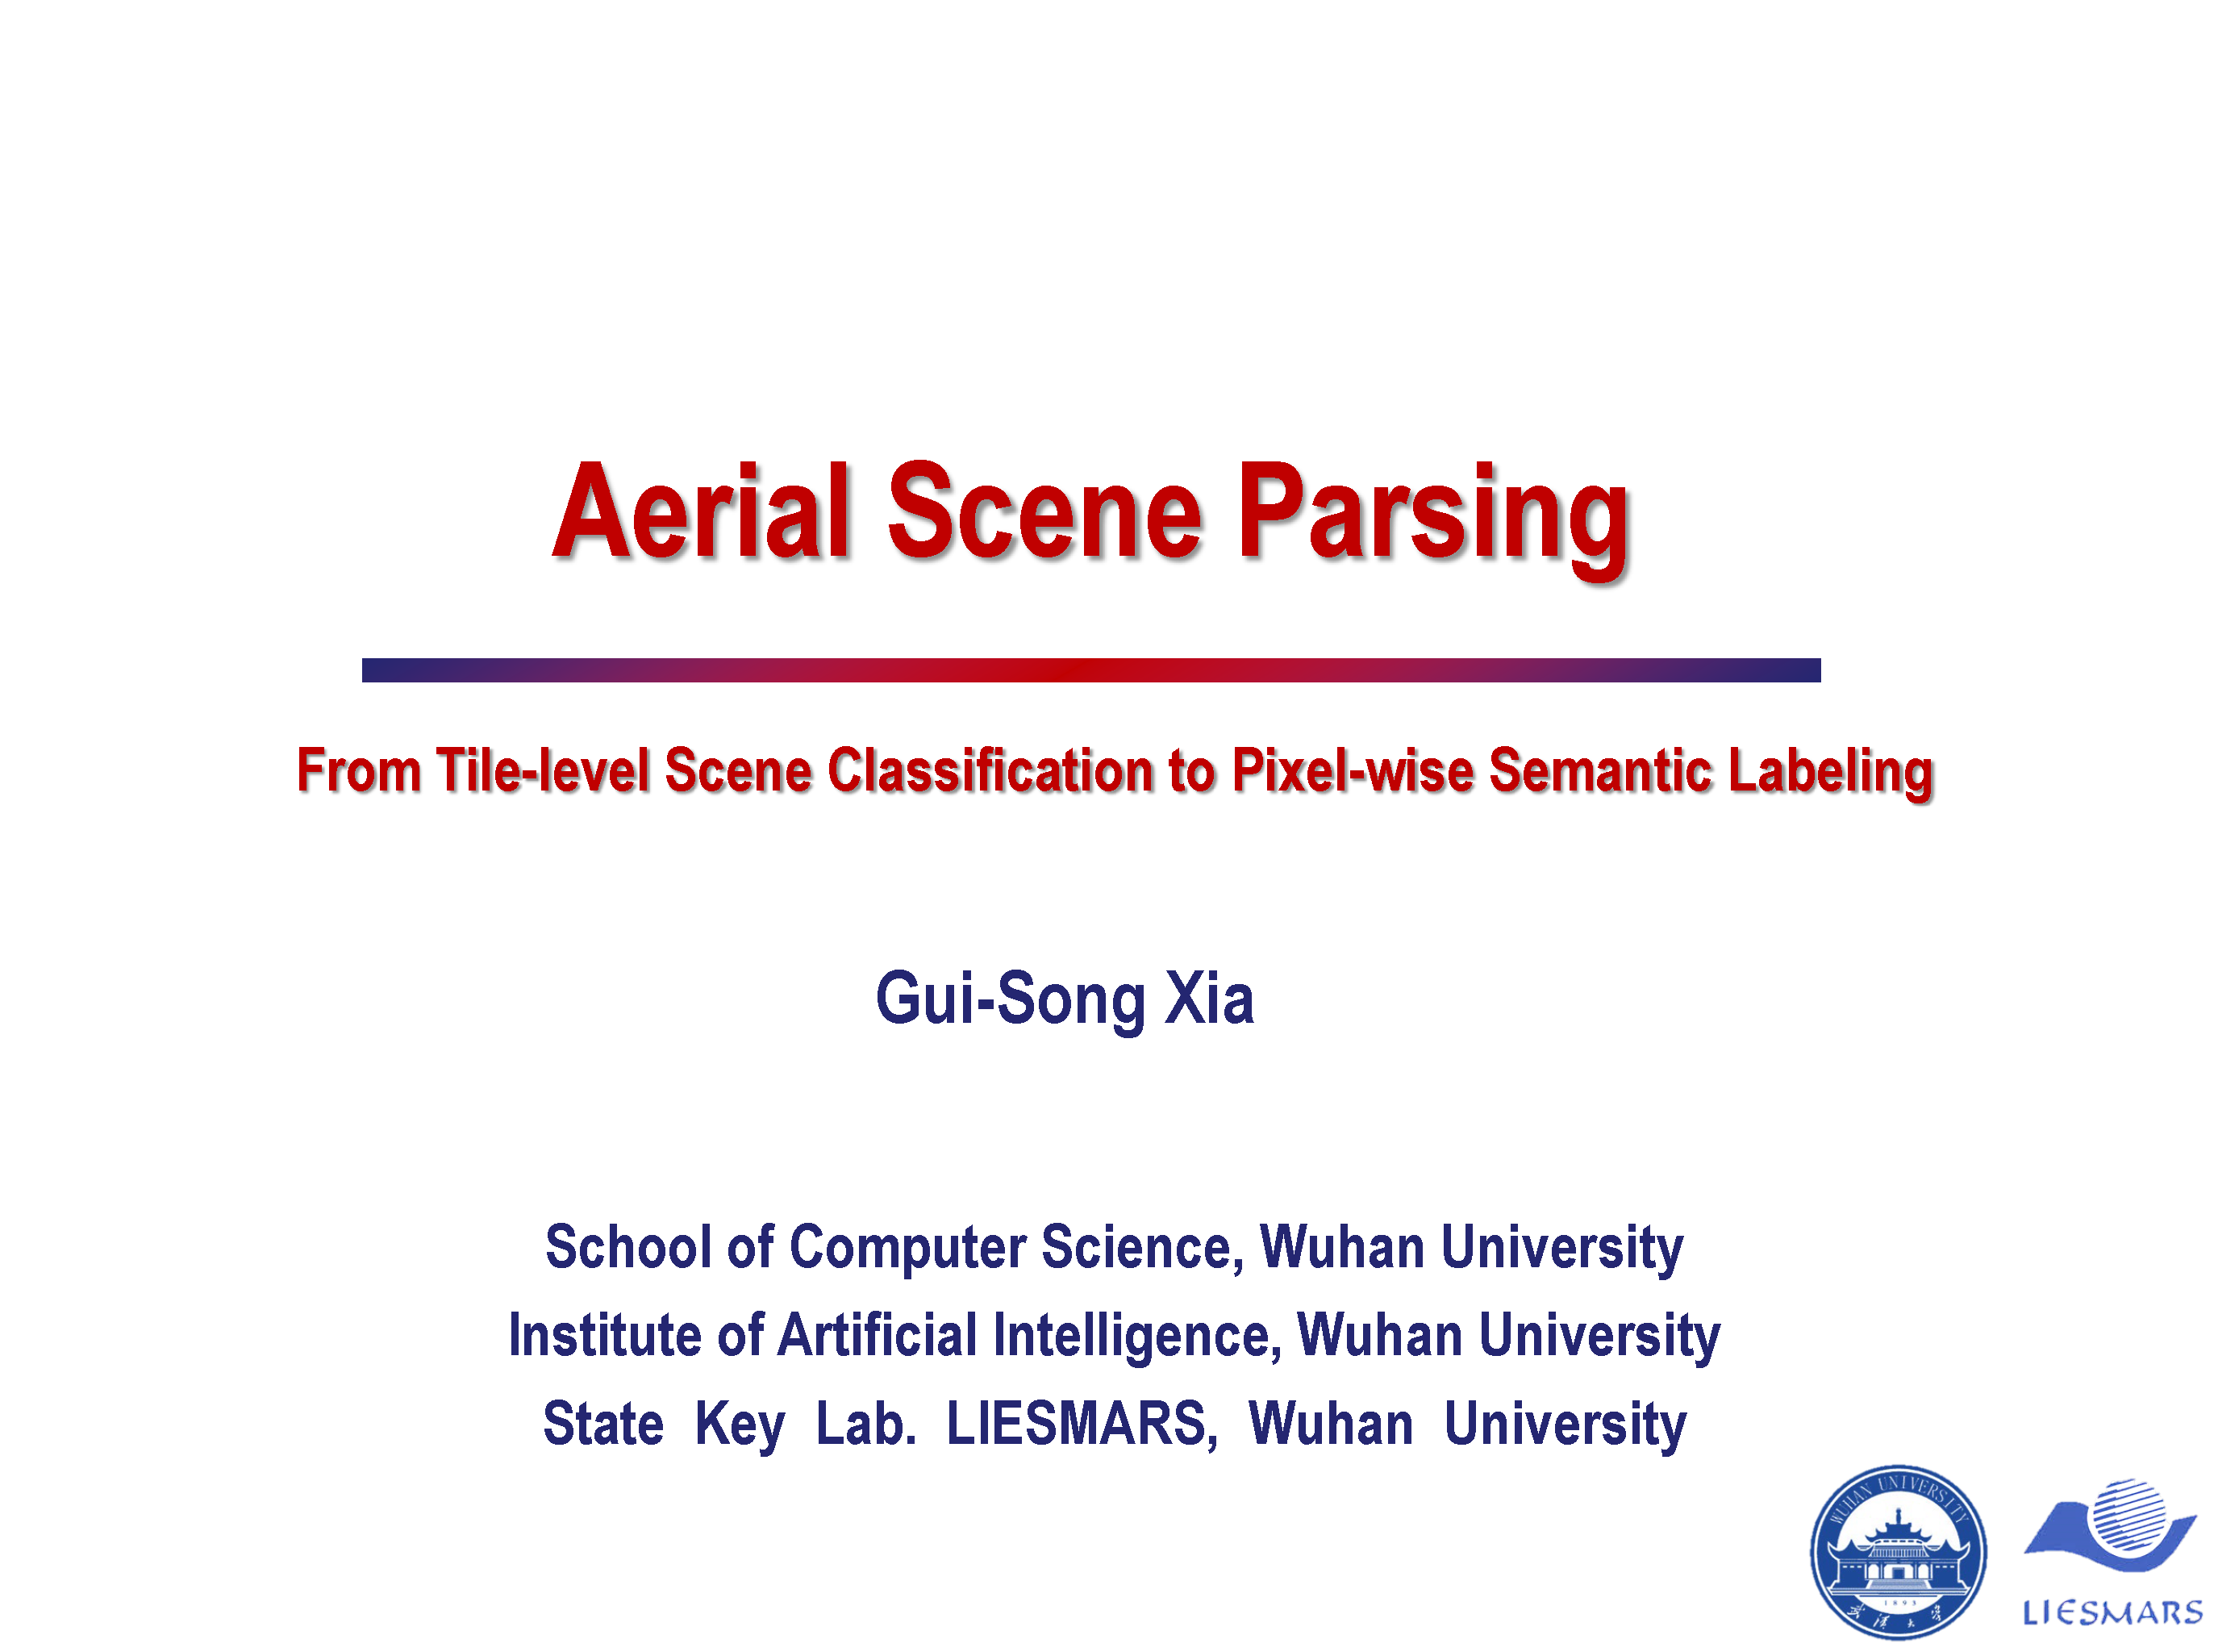 Aerial Scene Parsing
From Tile-level Scene Classification to Pixel-wise Semantic Labeling
Gui-Song Xia
School of Computer Science, Wuhan University
Institute of Artificial Intelligence, Wuhan University
State Key Lab. LIESMARS, Wuhan University
WUHAN UNIVERSITY
1893
武漢大學
LIESMARS